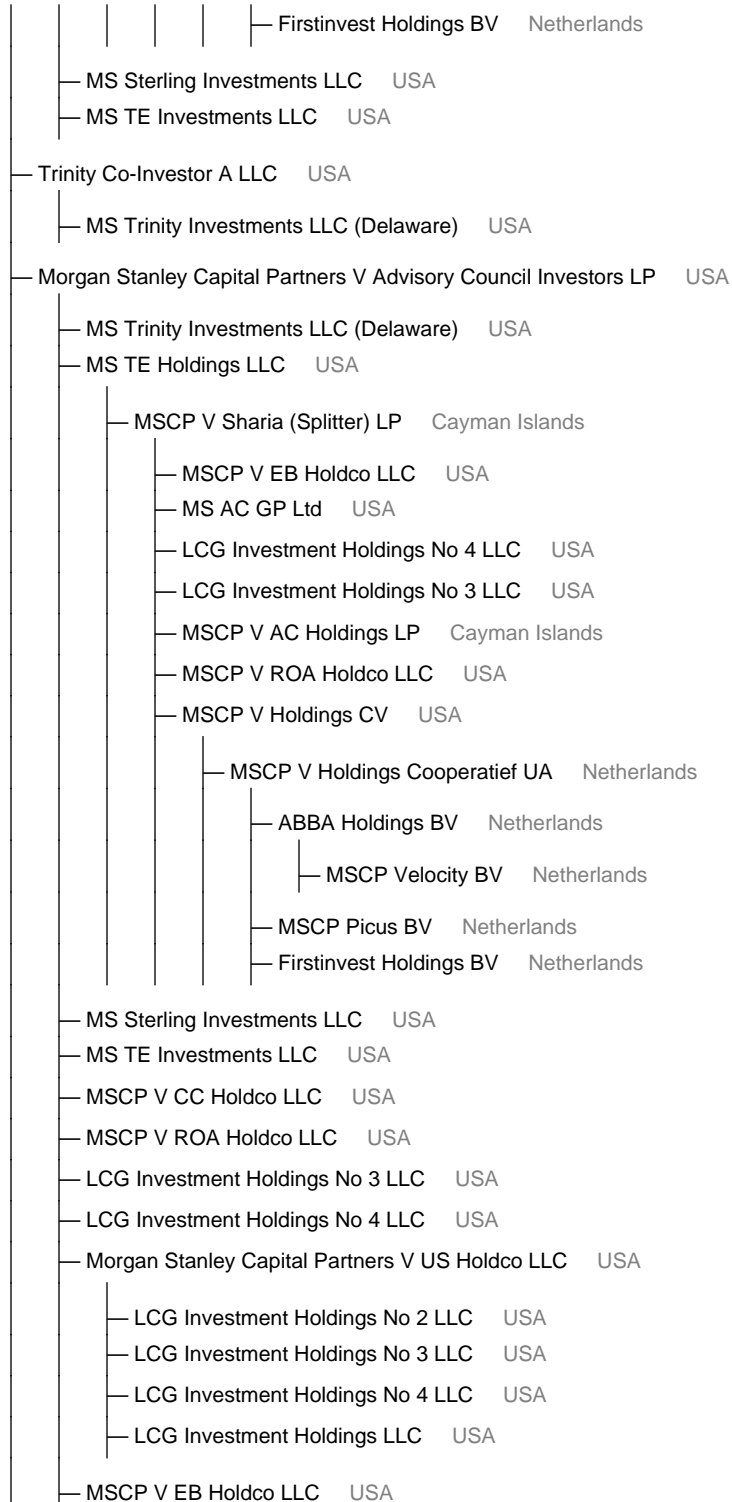 Firstinvest Holdings BV Netherlands
MS Sterling Investments LLC USA
MS TE Investments LLC USA
Trinity Co-Investor A LLC USA
MS Trinity Investments LLC (Delaware) USA
Morgan Stanley Capital Partners V Advisory Council Investors LP USA
MS Trinity Investments LLC (Delaware) USA
MS TE Holdings LLC USA
MSCP V Sharia (Splitter) LP Cayman Islands
MSCP V EB Holdco LLC USA
MS AC GP Ltd USA
LCG Investment Holdings No 4 LLC USA
LCG Investment Holdings No 3 LLC USA
MSCP V AC Holdings LP Cayman Islands
MSCP V ROA Holdco LLC USA
MSCP V Holdings CV USA
MSCP V Holdings Cooperatief UA Netherlands
ABBA Holdings BV Netherlands
MSCP Velocity BV Netherlands
MSCP Picus BV Netherlands
Firstinvest Holdings BV Netherlands
MS Sterling Investments LLC USA
MS TE Investments LLC USA
MSCP V CC Holdco LLC USA
MSCP V ROA Holdco LLC USA
LCG Investment Holdings No 3 LLC USA
LCG Investment Holdings No 4 LLC USA
Morgan Stanley Capital Partners V US Holdco LLC USA
LCG Investment Holdings No 2 LLC USA
LCG Investment Holdings No 3 LLC USA
LCG Investment Holdings No 4 LLC USA
LCG Investment Holdings LLC USA
MSCP V EB Holdco LLC USA